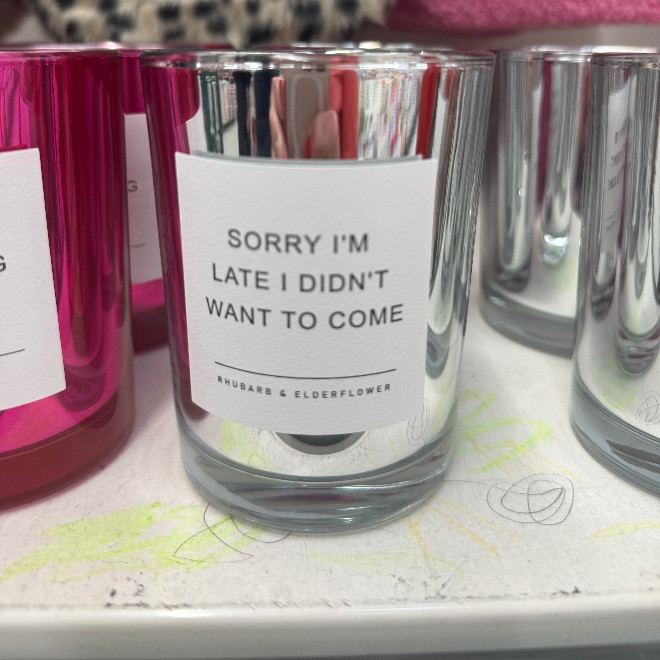 SORRY I'M
LATE I DIDN'T
WANT TO COME
RHUBARB & ELDERFLOWER